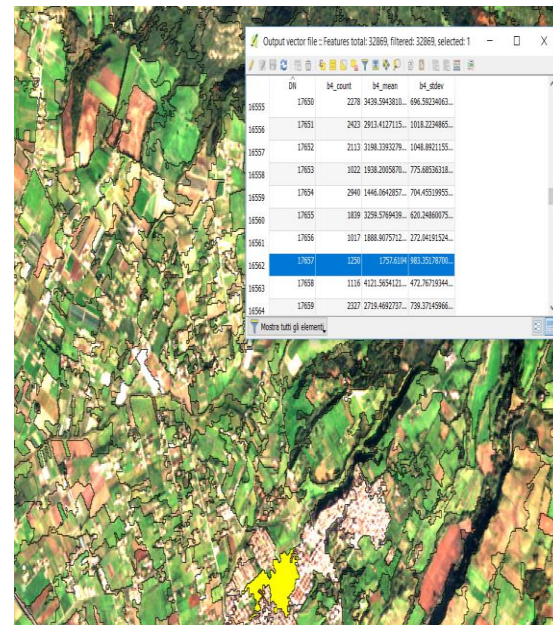 Output vector file :: Features total: 32869, filtered: 32869, selected: 1
DN b4_count b4_mean b4_stdev
16555 17650 2278 3439.5943810... 696.59234063...
16556 17651 2423 2913.4127115... 1018.2234865...
16557 17652 2113 3198.3393279... 1048.8921155...
16558 17653 1022 1938.2005870... 775.68536318...
16559 17654 2940 1446.0642857... 704.45519955...
16560 17655 1839 3259.5769439... 620.24860075...
16561 17656 1017 1888.9075712... 272.04191524...
16562 17657 1250 1757.6104 983.35178700...
16563 17658 1116 4121.5654121... 472.76719344...
16564 17659 2327 2719.4692737... 739.37145966...
Mostra tutti gli elementi